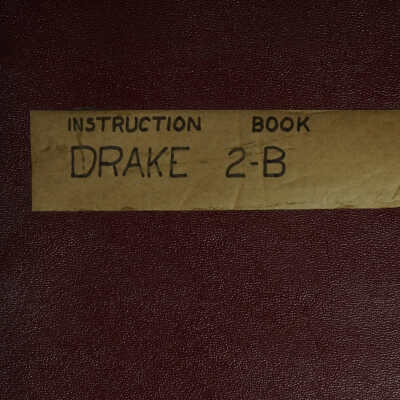 INSTRUCTION BOOK
DRAKE 2-B